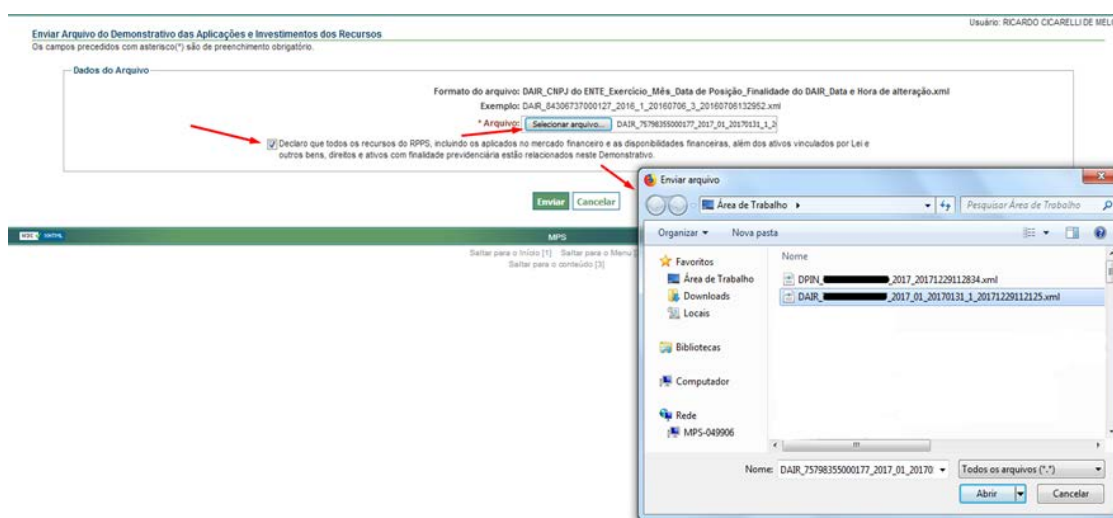 Usuário: RICARDO CICARELLI DE MELO
Enviar Arquivo do Demonstrativo das Aplicações e Investimentos dos Recursos
Os campos precedidos com asterisco(*) são de preenchimento obrigatório.
Dados do Arquivo
Formato do arquivo: DAIR_CNPJ do ENTE_Exercício_Mês_Data de Posição_Finalidade do DAIR_Data e Hora de alteração.xml
Exemplo: DAIR_84306737000127_2016_1_20160706_3_20160706132952.xml
* Arquivo: Selecionar arquivo... DAIR_75798355000177_2017_01_20170131_1_2
Declaro que todos os recursos do RPPS, incluindo os aplicados no mercado financeiro e as disponibilidades financeiras, além dos ativos vinculados por Lei e
outros bens, direitos e ativos com finalidade previdenciária estão relacionados neste Demonstrativo.
Enviar Cancelar
W3C XHTML
MPS
Saltar para o Início [1] Saltar para o Menu
Saltar para o conteúdo [3]
Enviar arquivo
Área de Trabalho
Pesquisar Área de Trabalho
Organizar Nova pasta
Favoritos
Área de Trabalho
Downloads
Locais
Bibliotecas
Computador
Rede
MPS-049906
Nome
DPIN_ _2017_20171229112834.xml
DAIR_ _2017_01_20170131_1_20171229112125.xml
Nome: DAIR_75798355000177_2017_01_20170 Todos os arquivos (*.*)
Abrir Cancelar